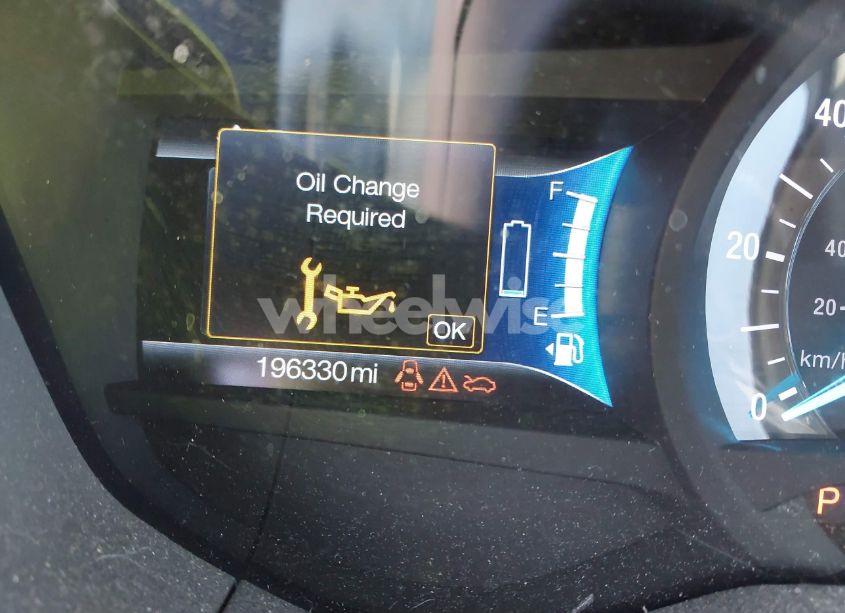 Oil Change
Required
OK
196330 mi
F
E
40
20
0
40
20
km/h
P
wheelwise